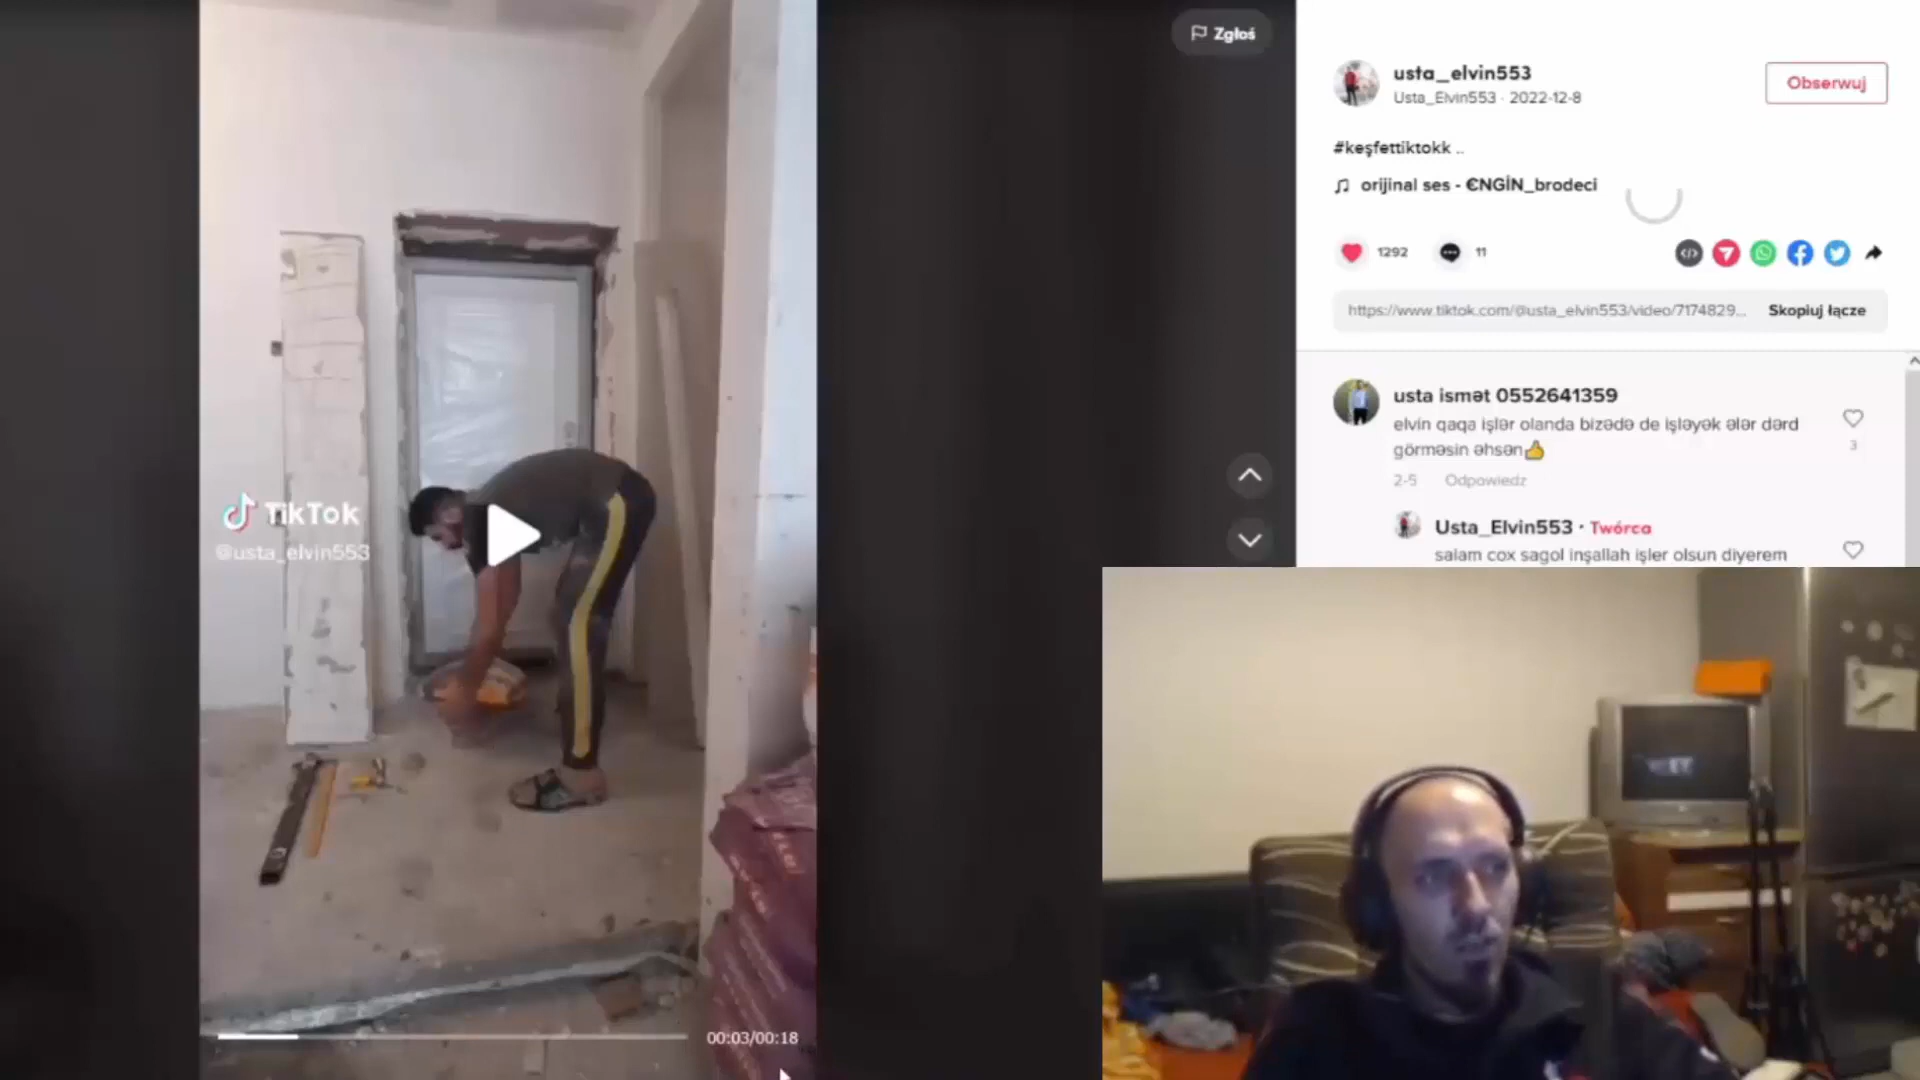 Zgłoś
usta_elvin553
Usta_Elvin553 · 2022-12-8
Obserwuj
#keşfettiktokk ..
orijinal ses - ЄNGİN_brodeci
1292
11
https://www.tiktok.com/@usta_elvin553/video/7174829...
Skopiuj łącze
usta ismət 0552641359
elvin qaqa işlər olanda bizədə de işləyək ələr dərd
görməsin əhsən👍
3
2-5
Odpowiedz
Usta_Elvin553 · Twórca
salam cox sagol inşallah işler olsun diyerem
TikTok
@usta_elvin553
00:03/00:18